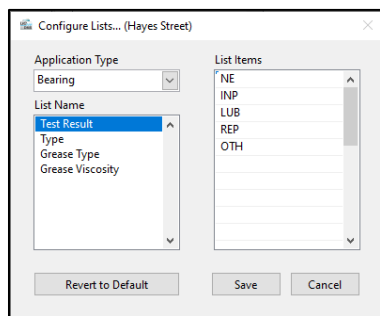 Configure Lists... (Hayes Street)
Application Type
Bearing
List Name
Test Result
Type
Grease Type
Grease Viscosity
List Items
NE
INP
LUB
REP
OTH
Revert to Default
Save
Cancel